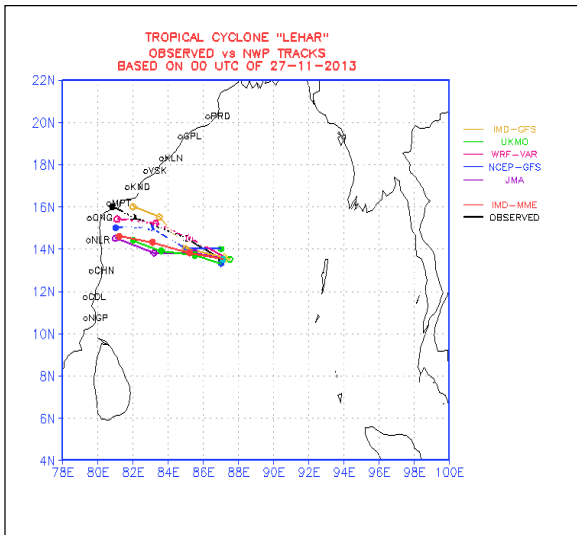 TROPICAL CYCLONE "LEHAR"
OBSERVED vs NWP TRACKS
BASED ON 00 UTC OF 27-11-2013
22N
20N
18N
16N
14N
12N
10N
8N
6N
4N
78E 80E 82E 84E 86E 88E 90E 92E 94E 96E 98E 100E
PRD
GPL
KLN
VSK
KND
MPT
ONG
NLR
CHN
CDL
NGP
IMD-GFS
UKMO
WRF-VAR
NCEP-GFS
JMA
IMD-MME
OBSERVED